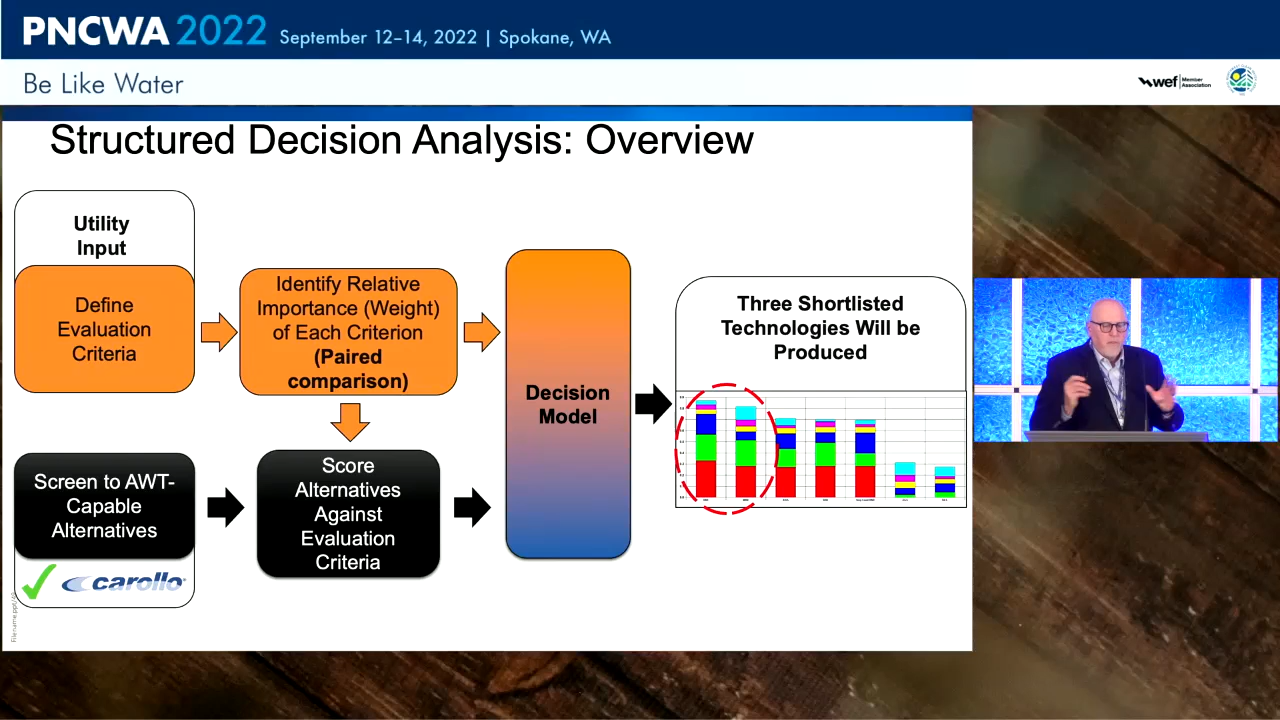 PNCWA 2022 September 12–14, 2022 | Spokane, WA
Be Like Water
wef Member Association
Structured Decision Analysis: Overview
Utility
Input
Define
Evaluation
Criteria
Identify Relative
Importance (Weight)
of Each Criterion
(Paired
comparison)
Decision
Model
Three Shortlisted
Technologies Will be
Produced
Screen to AWT-
Capable
Alternatives
carollo
Score
Alternatives
Against
Evaluation
Criteria